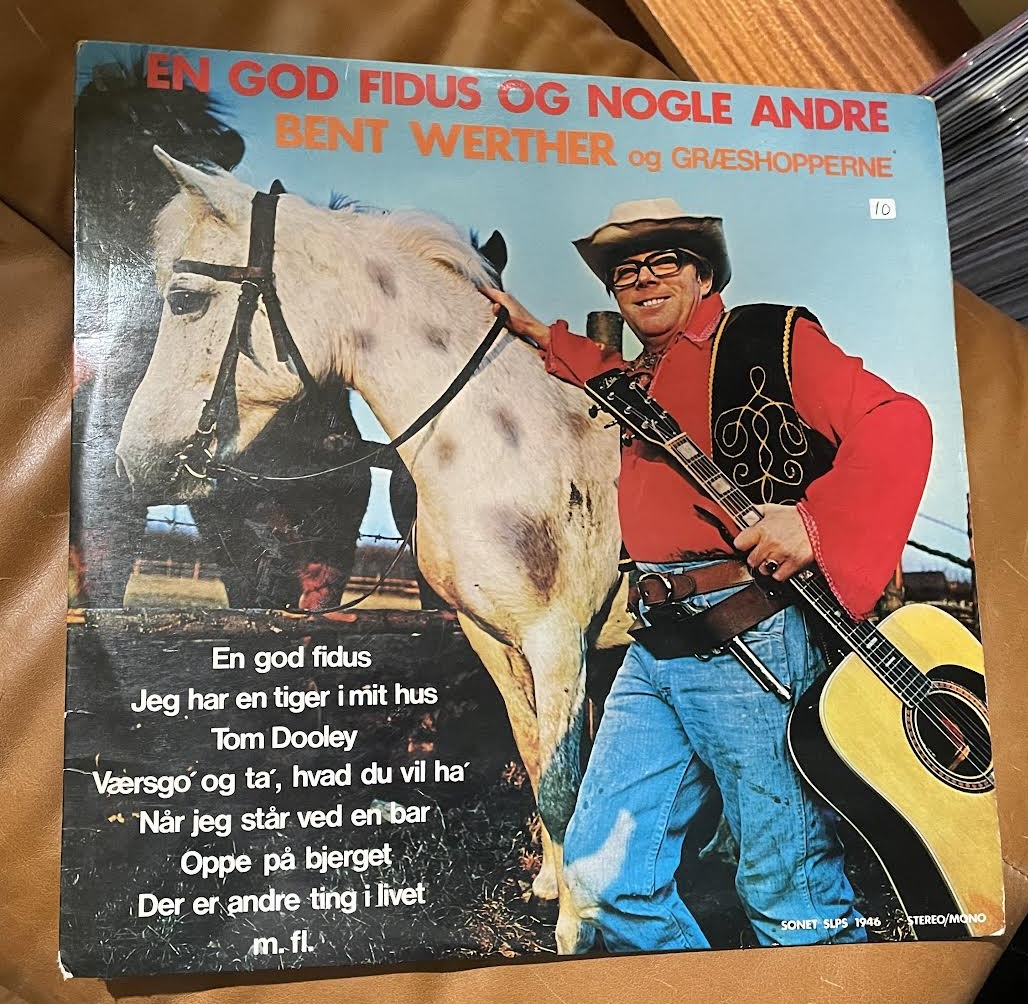 EN GOD FIDUS OG NOGLE ANDRE
BENT WERTHER og GRÆSHOPPERNE
10
En god fidus
Jeg har en tiger i mit hus
Tom Dooley
Værsgo' og ta', hvad du vil ha'
Når jeg står ved en bar
Oppe på bjerget
Der er andre ting i livet
m. fl.
SONET SLPS 1946 STEREO/MONO